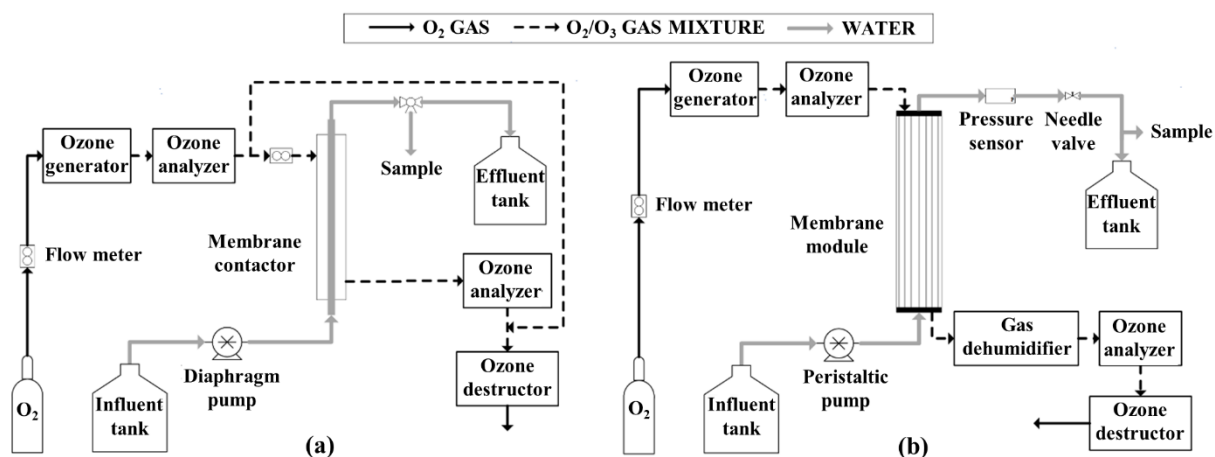 O₂ GAS
O₂/O₃ GAS MIXTURE
WATER
Ozone
generator
Ozone
analyzer
Flow meter
Membrane
contactor
Sample
Effluent
tank
Ozone
analyzer
Ozone
destructor
Diaphragm
pump
Influent
tank
O₂
(a)
Ozone
generator
Ozone
analyzer
Pressure
sensor
Needle
valve
Sample
Effluent
tank
Flow meter
Membrane
module
Gas
dehumidifier
Ozone
analyzer
Ozone
destructor
Peristaltic
pump
Influent
tank
O₂
(b)